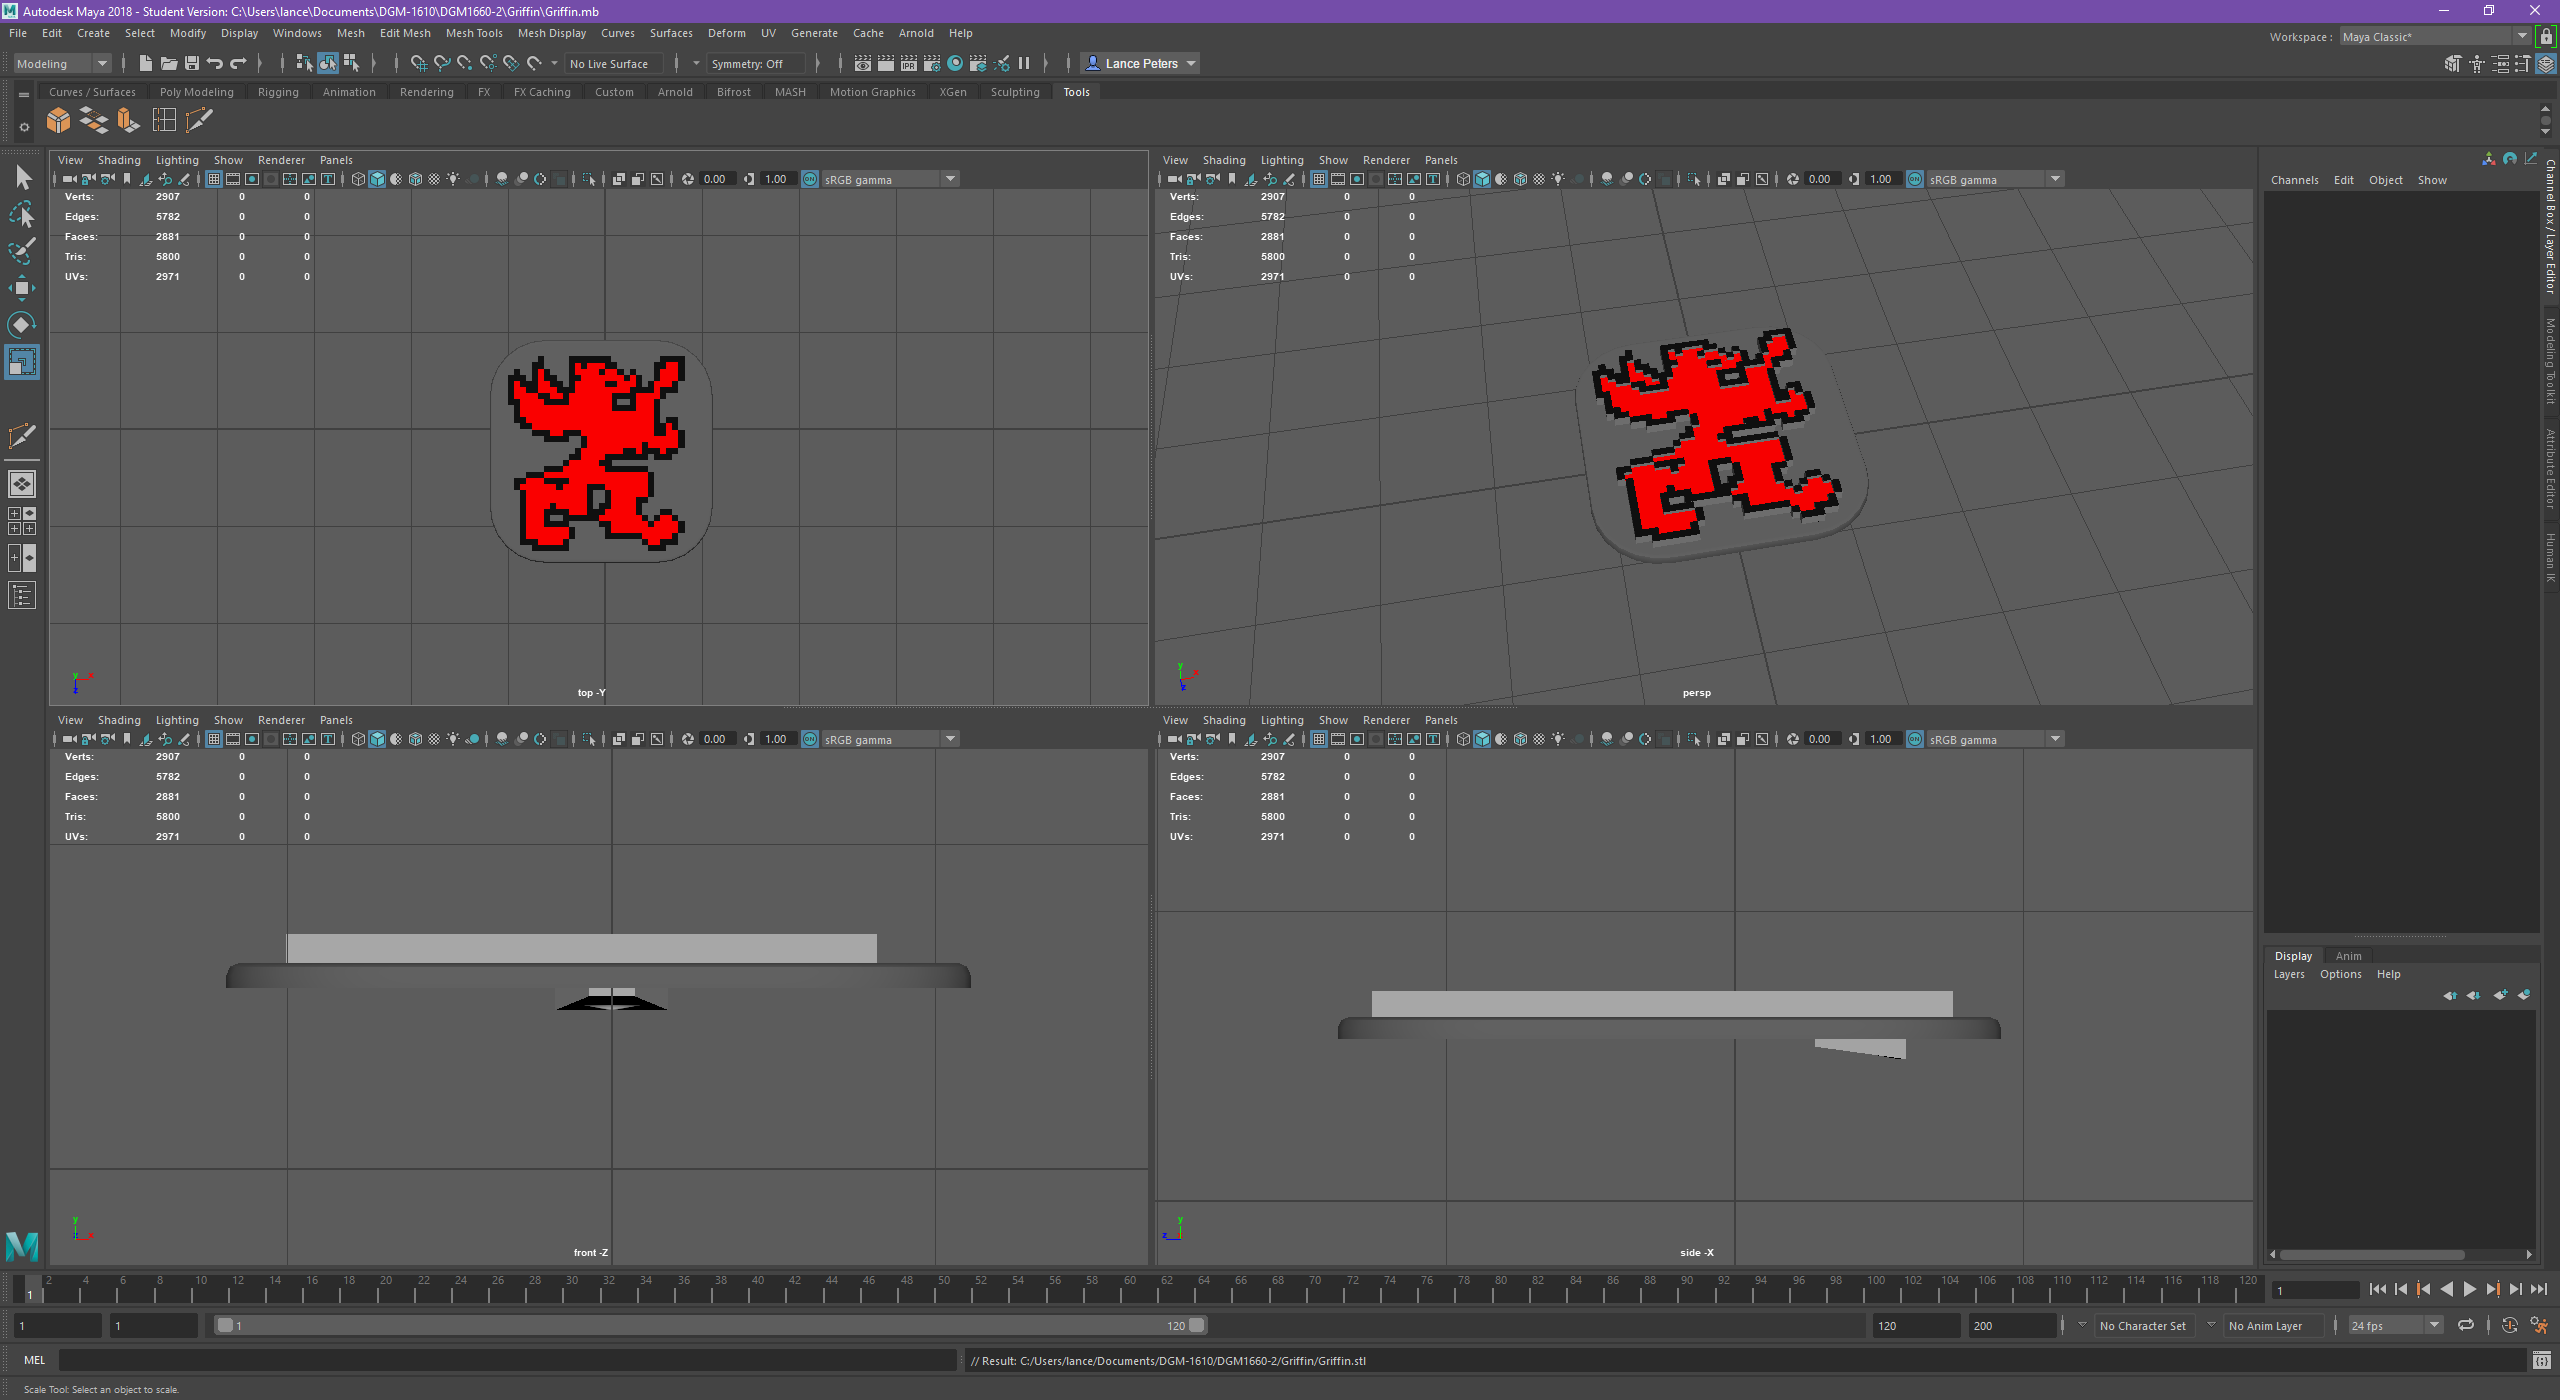 Autodesk Maya 2018 - Student Version: C:\Users\lance\Documents\DGM-1610\DGM1660-2\Griffin\Griffin.mb
File Edit Create Select Modify Display Windows Mesh Edit Mesh Mesh Tools Mesh Display Curves Surfaces Deform UV Generate Cache Arnold Help
Workspace : Maya Classic*
Modeling No Live Surface Symmetry: Off Lance Peters
Curves / Surfaces Poly Modeling Rigging Animation Rendering FX FX Caching Custom Arnold Bifrost MASH Motion Graphics XGen Sculpting Tools
View Shading Lighting Show Renderer Panels
0.00 1.00 ON sRGB gamma
Verts: 2907 0 0
Edges: 5782 0 0
Faces: 2881 0 0
Tris: 5800 0 0
UVs: 2971 0 0
y x z
top -Y
View Shading Lighting Show Renderer Panels
0.00 1.00 ON sRGB gamma
Verts: 2907 0 0
Edges: 5782 0 0
Faces: 2881 0 0
Tris: 5800 0 0
UVs: 2971 0 0
y x z
persp
View Shading Lighting Show Renderer Panels
0.00 1.00 ON sRGB gamma
Verts: 2907 0 0
Edges: 5782 0 0
Faces: 2881 0 0
Tris: 5800 0 0
UVs: 2971 0 0
y z x
front -Z
View Shading Lighting Show Renderer Panels
0.00 1.00 ON sRGB gamma
Verts: 2907 0 0
Edges: 5782 0 0
Faces: 2881 0 0
Tris: 5800 0 0
UVs: 2971 0 0
y z
side -X
Channels Edit Object Show
Channel Box / Layer Editor
Modeling Toolkit
Attribute Editor
Human IK
Display Anim
Layers Options Help
1 2 4 6 8 10 12 14 16 18 20 22 24 26 28 30 32 34 36 38 40 42 44 46 48 50 52 54 56 58 60 62 64 66 68 70 72 74 76 78 80 82 84 86 88 90 92 94 96 98 100 102 104 106 108 110 112 114 116 118 120 1
1 1 1 120 120 200 No Character Set No Anim Layer 24 fps
MEL // Result: C:/Users/lance/Documents/DGM-1610/DGM1660-2/Griffin/Griffin.stl
Scale Tool: Select an object to scale.